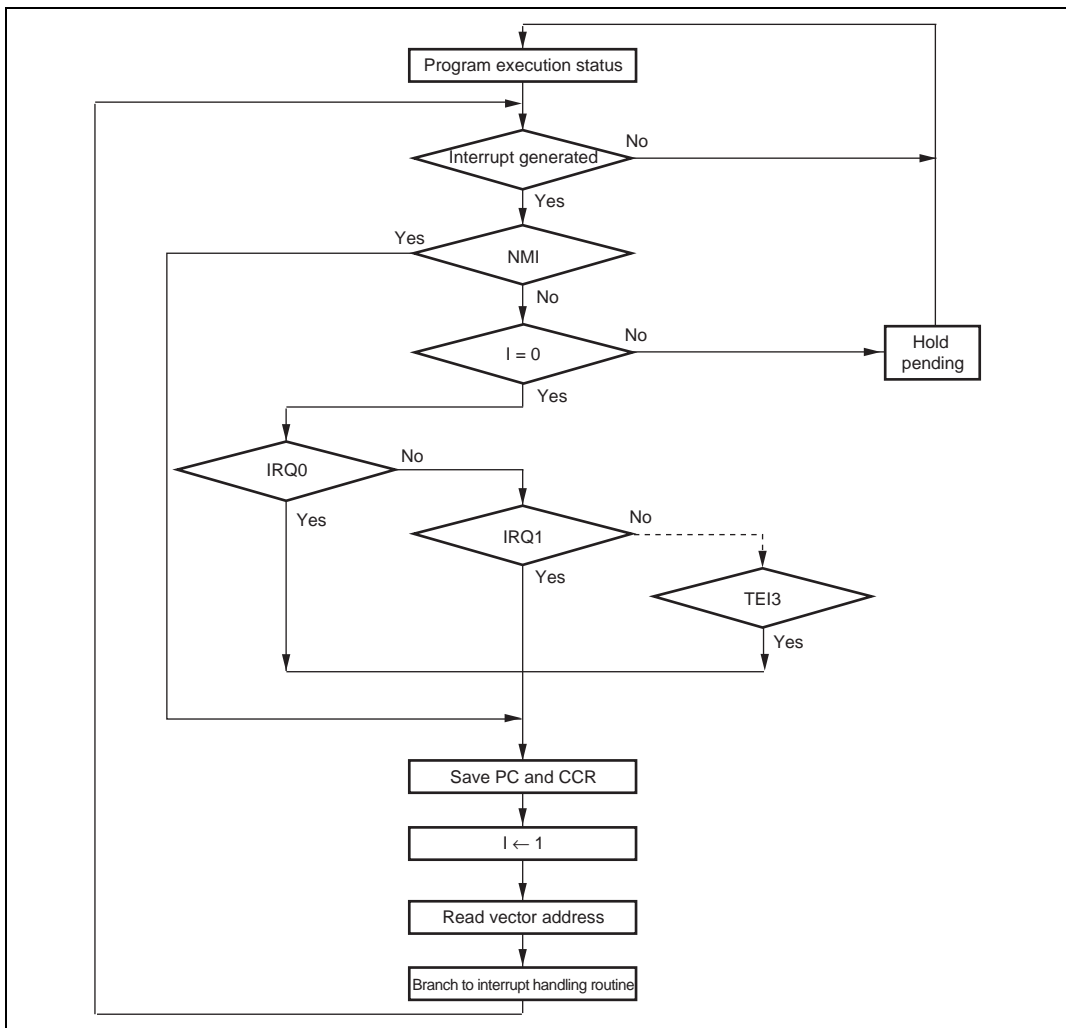 Program execution status
Interrupt generated
No
Yes
Yes
NMI
No
I = 0
No
Hold
pending
Yes
IRQ0
No
Yes
IRQ1
No
Yes
TEI3
Yes
Save PC and CCR
I ← 1
Read vector address
Branch to interrupt handling routine